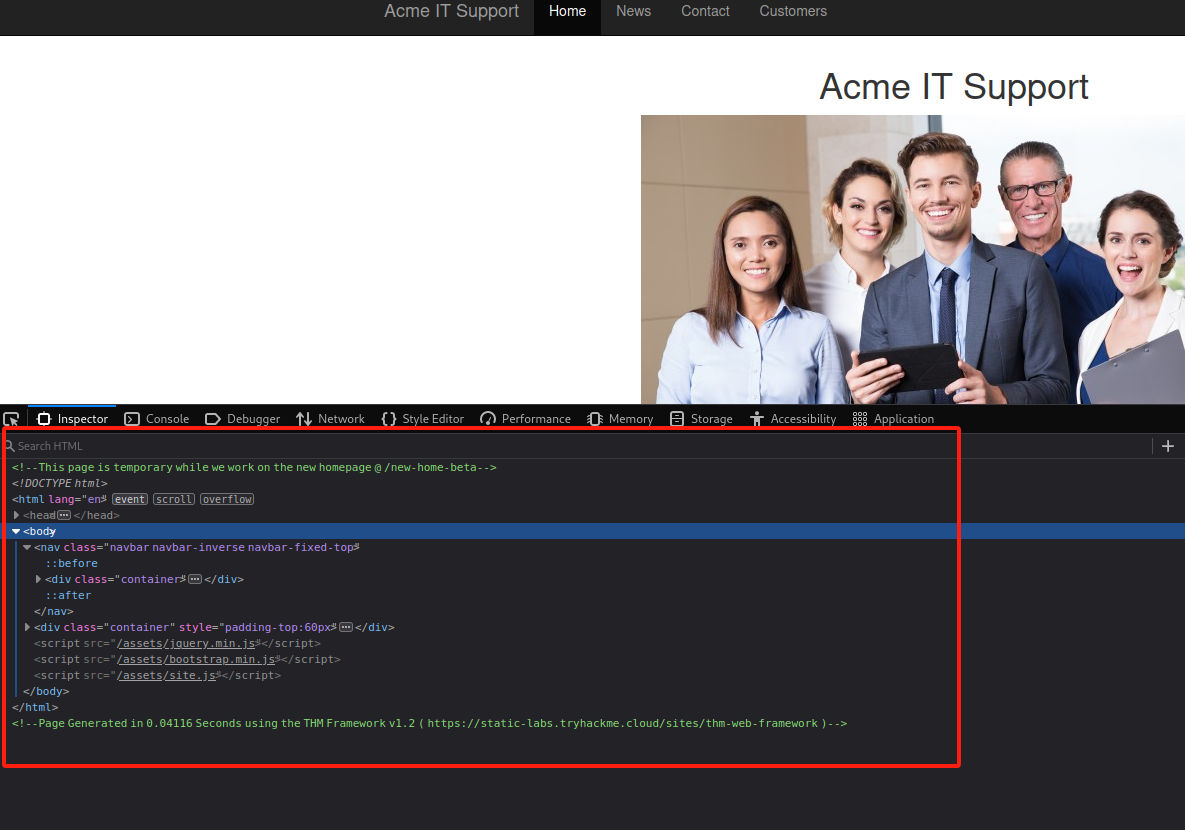 Acme IT Support Home News Contact Customers
Acme IT Support
Inspector Console Debugger Network Style Editor Performance Memory Storage Accessibility Application
Search HTML
<!--This page is temporary while we work on the new homepage @ /new-home-beta-->
<!DOCTYPE html>
<html lang="en"> event scroll overflow
<head>⋯</head>
<body>
<nav class="navbar navbar-inverse navbar-fixed-top">
::before
<div class="container">⋯</div>
::after
</nav>
<div class="container" style="padding-top:60px">⋯</div>
<script src="/assets/jquery.min.js"></script>
<script src="/assets/bootstrap.min.js"></script>
<script src="/assets/site.js"></script>
</body>
</html>
<!--Page Generated in 0.04116 Seconds using the THM Framework v1.2 ( https://static-labs.tryhackme.cloud/sites/thm-web-framework )-->